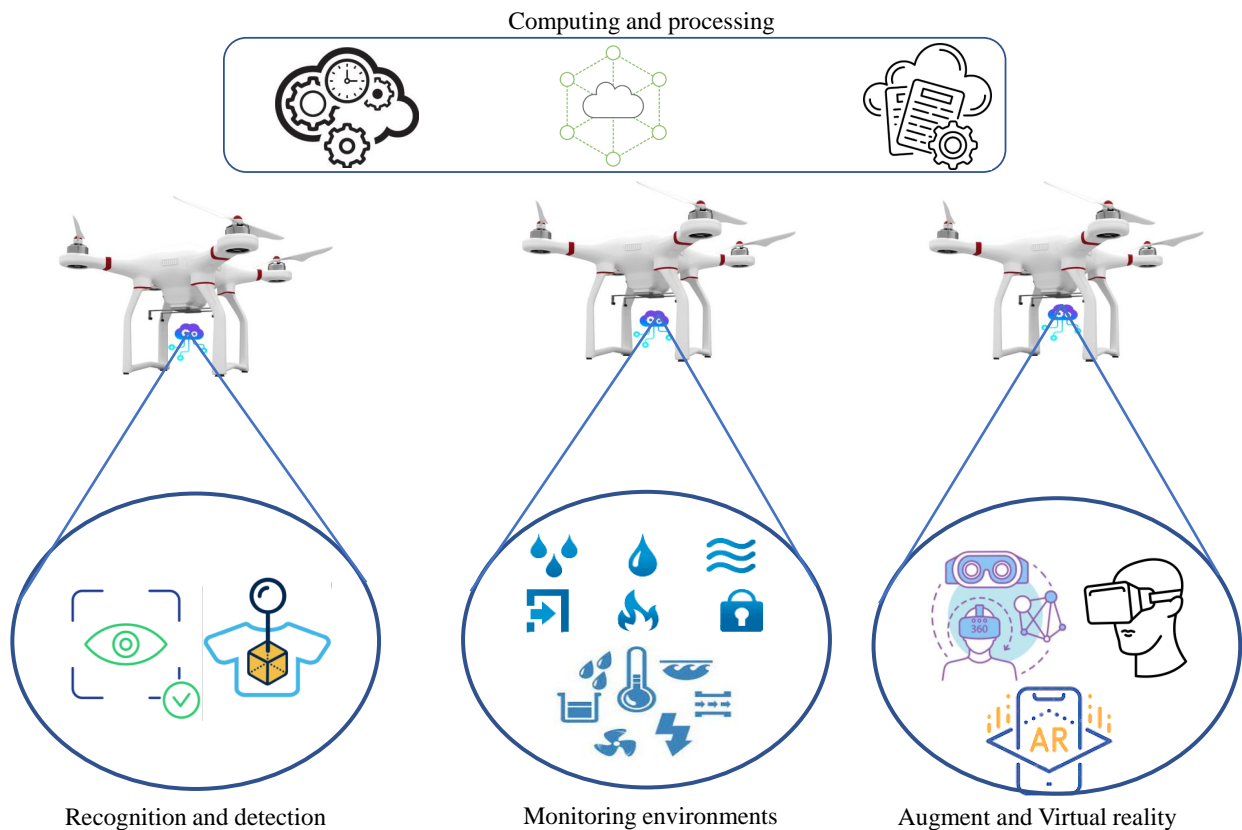 Computing and processing
360
AR
Recognition and detection
Monitoring environments
Augment and Virtual reality